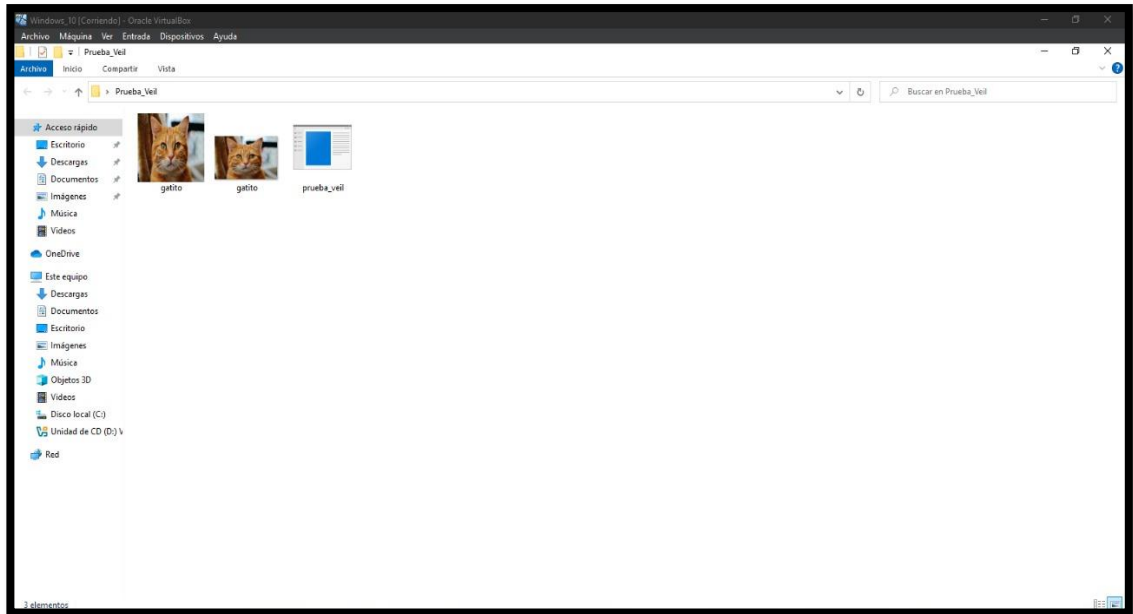 Windows_10 [Corriendo] - Oracle VirtualBox
Archivo Máquina Ver Entrada Dispositivos Ayuda
Prueba_Veil
Archivo Inicio Compartir Vista
Prueba_Veil
Buscar en Prueba_Veil
Acceso rápido
Escritorio
Descargas
Documentos
Imágenes
Música
Videos
OneDrive
Este equipo
Descargas
Documentos
Escritorio
Imágenes
Música
Objetos 3D
Videos
Disco local (C:)
Unidad de CD (D:) V
Red
gatito gatito prueba_veil
3 elementos